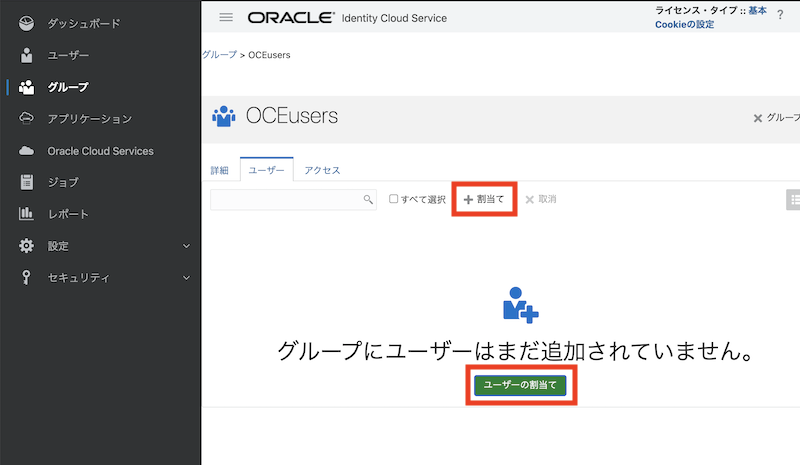 ダッシュボード
ユーザー
グループ
アプリケーション
Oracle Cloud Services
ジョブ
レポート
設定
セキュリティ
ORACLE Identity Cloud Service
ライセンス・タイプ :: 基本
Cookieの設定
?
グループ > OCEusers
OCEusers
グループ
詳細 ユーザー アクセス
すべて選択 割当て 取消
グループにユーザーはまだ追加されていません。
ユーザーの割当て